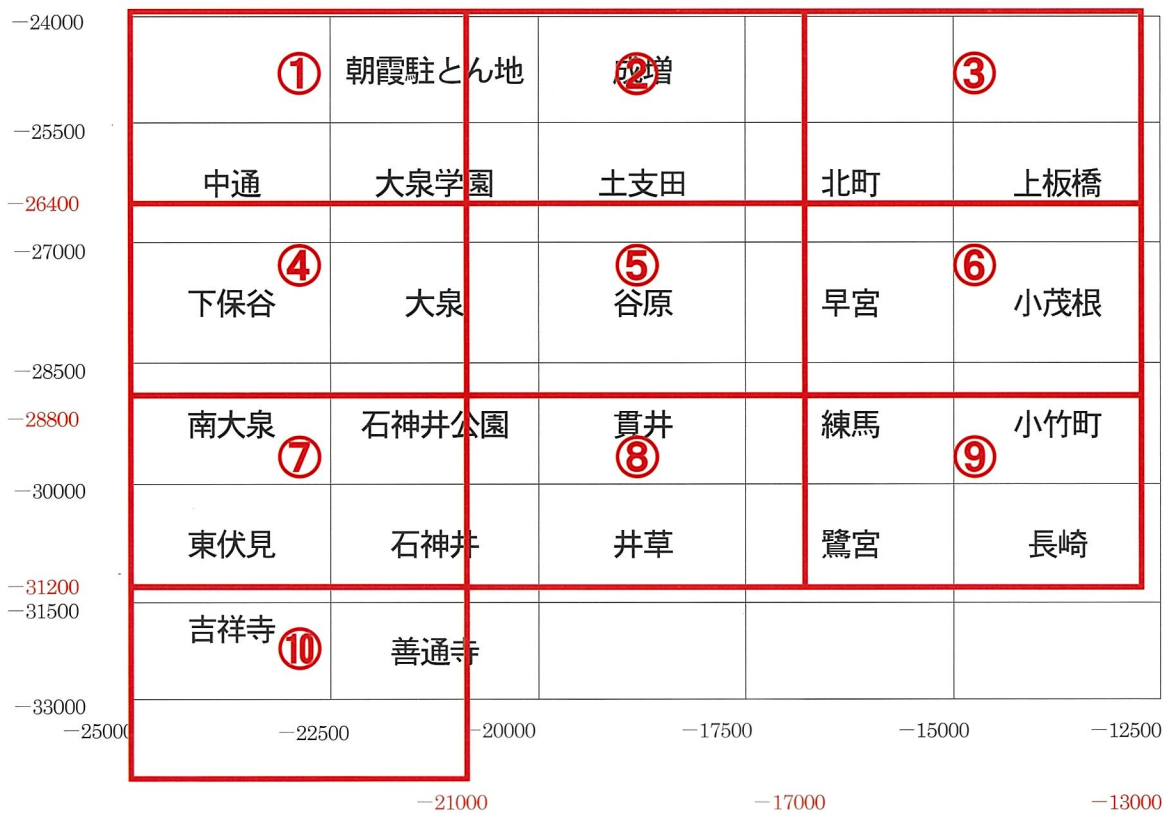 −24000
① 朝霞駐とん地 ② 成増 ③
−25500
中通 大泉学園 土支田 北町 上板橋
−26400
−27000
④ ⑤ ⑥
下保谷 大泉 谷原 早宮 小茂根
−28500
−28800
南大泉 石神井公園 貫井 練馬 小竹町
⑦ ⑧ ⑨
−30000
東伏見 石神井 井草 鷺宮 長崎
−31200
−31500
吉祥寺 ⑩ 善通寺
−33000
−25000 −22500 −20000 −17500 −15000 −12500
−21000 −17000 −13000